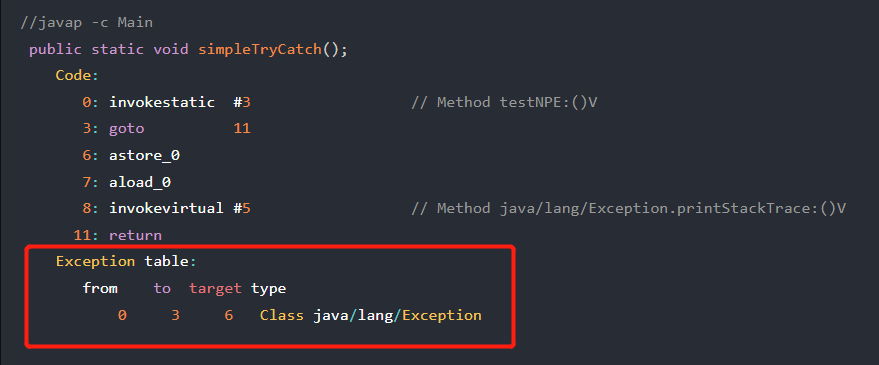 //javap -c Main
public static void simpleTryCatch();
Code:
0: invokestatic #3 // Method testNPE:()V
3: goto 11
6: astore_0
7: aload_0
8: invokevirtual #5 // Method java/lang/Exception.printStackTrace:()V
11: return
Exception table:
from to target type
0 3 6 Class java/lang/Exception